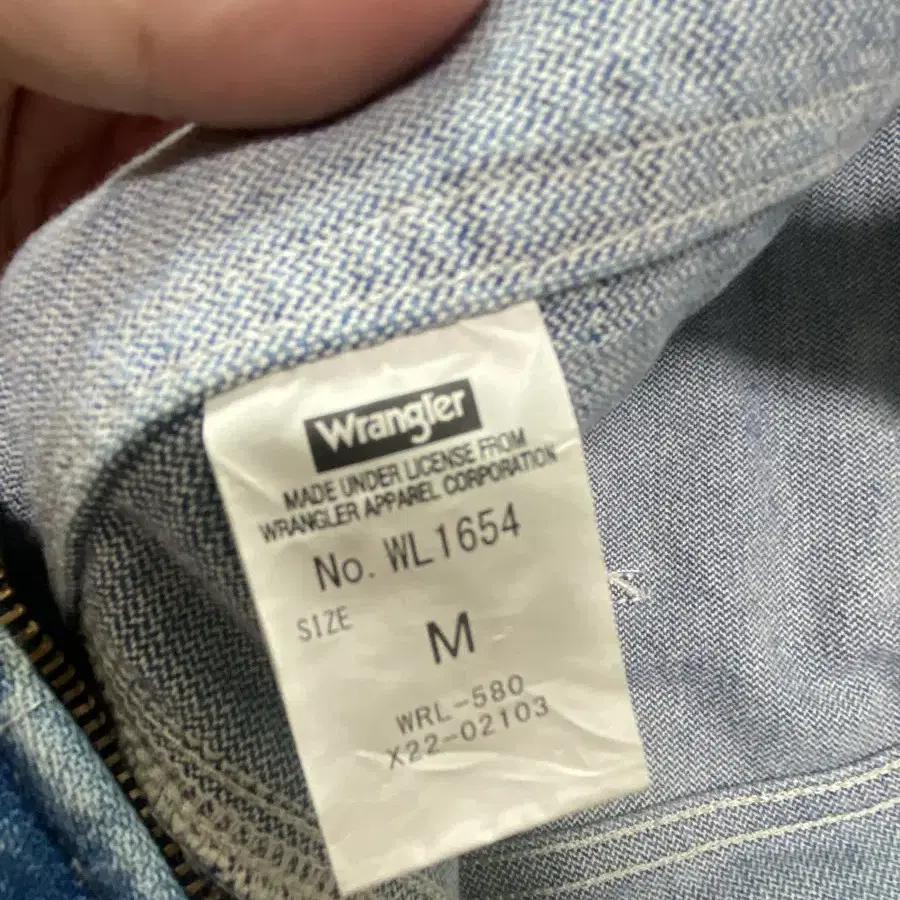 Wrangler
MADE UNDER LICENSE FROM
WRANGLER APPAREL CORPORATION
No. WL1654
SIZE
M
WRL-580
X22-02103